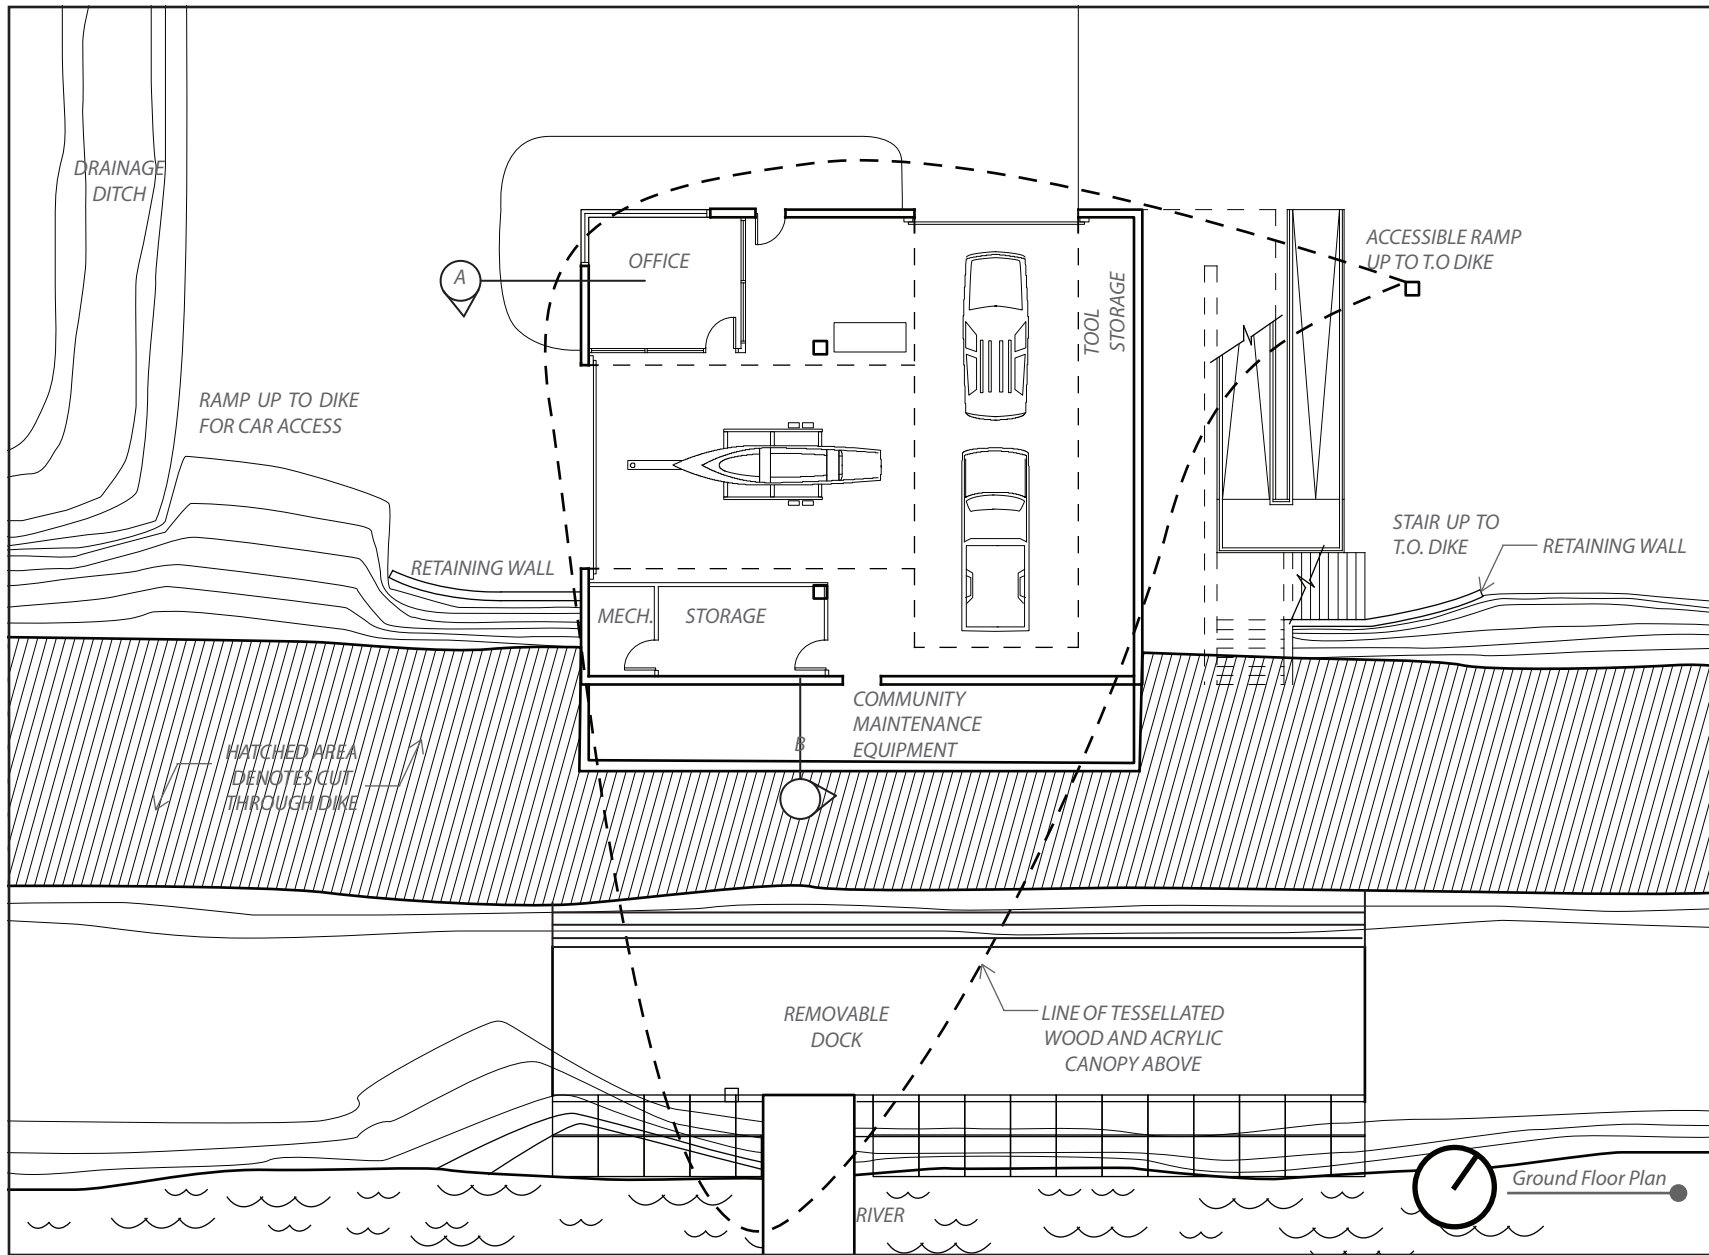 DRAINAGE
DITCH
OFFICE
A
TOOL
STORAGE
ACCESSIBLE RAMP
UP TO T.O DIKE
RAMP UP TO DIKE
FOR CAR ACCESS
RETAINING WALL
STAIR UP TO
T.O. DIKE
RETAINING WALL
MECH.
STORAGE
COMMUNITY
MAINTENANCE
EQUIPMENT
B
HATCHED AREA
DENOTES CUT
THROUGH DIKE
REMOVABLE
DOCK
LINE OF TESSELLATED
WOOD AND ACRYLIC
CANOPY ABOVE
Ground Floor Plan
RIVER